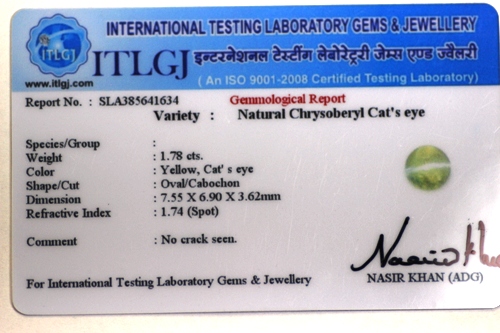 INTERNATIONAL TESTING LABORATORY GEMS & JEWELLERY
ITLGJ
ITLGJ इन्टरनेशनल टेस्टींग लेबोरेट्ररी जेम्स एण्ड ज्वैलरी
www.itlgj.com
(An ISO 9001-2008 Certified Testing Laboratory)
Report No. : SLA385641634 Gemmological Report
Variety : Natural Chrysoberyl Cat's eye
Species/Group :
Weight : 1.78 cts.
Color : Yellow, Cat' s eye
Shape/Cut : Oval/Cabochon
Dimension : 7.55 X 6.90 X 3.62mm
Refractive Index : 1.74 (Spot)
Comment : No crack seen.
For International Testing Laboratory Gems & Jewellery
NASIR KHAN (ADG)